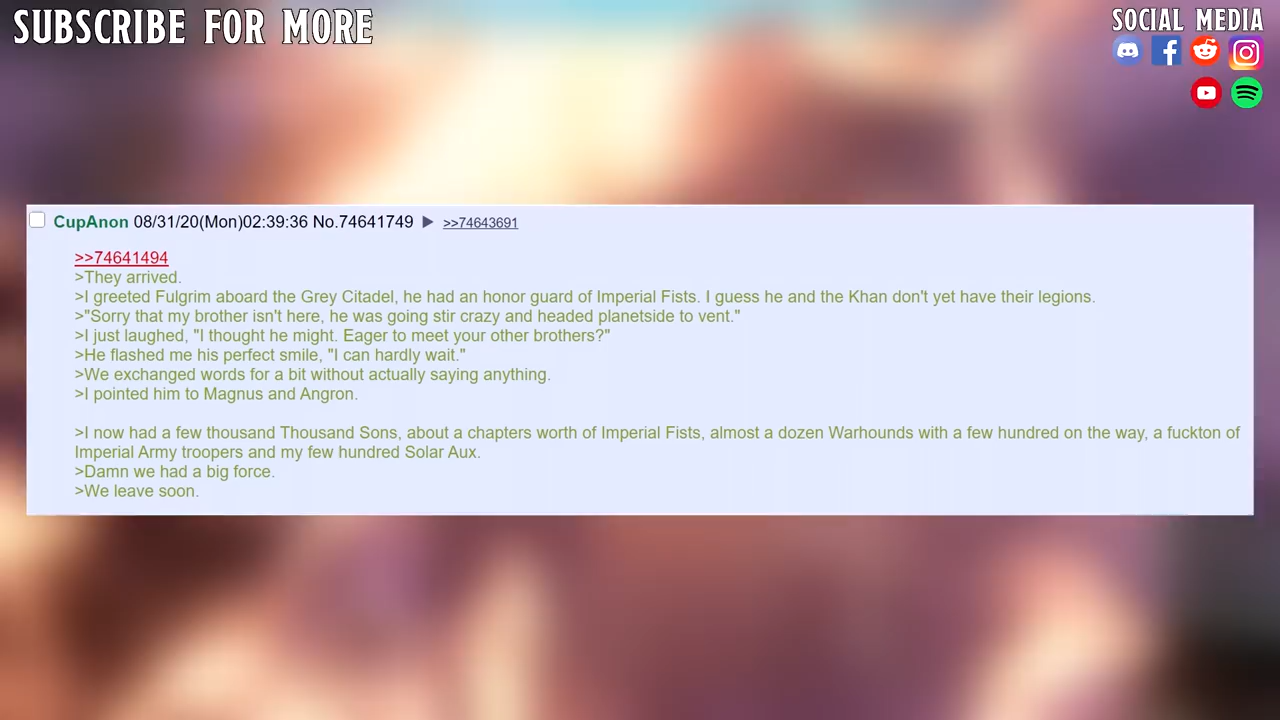 SUBSCRIBE FOR MORE
SOCIAL MEDIA
CupAnon 08/31/20(Mon)02:39:36 No.74641749 ▶ >>74643691
>>74641494
>They arrived.
>I greeted Fulgrim aboard the Grey Citadel, he had an honor guard of Imperial Fists. I guess he and the Khan don't yet have their legions.
>"Sorry that my brother isn't here, he was going stir crazy and headed planetside to vent."
>I just laughed, "I thought he might. Eager to meet your other brothers?"
>He flashed me his perfect smile, "I can hardly wait."
>We exchanged words for a bit without actually saying anything.
>I pointed him to Magnus and Angron.
>I now had a few thousand Thousand Sons, about a chapters worth of Imperial Fists, almost a dozen Warhounds with a few hundred on the way, a fuckton of
Imperial Army troopers and my few hundred Solar Aux.
>Damn we had a big force.
>We leave soon.